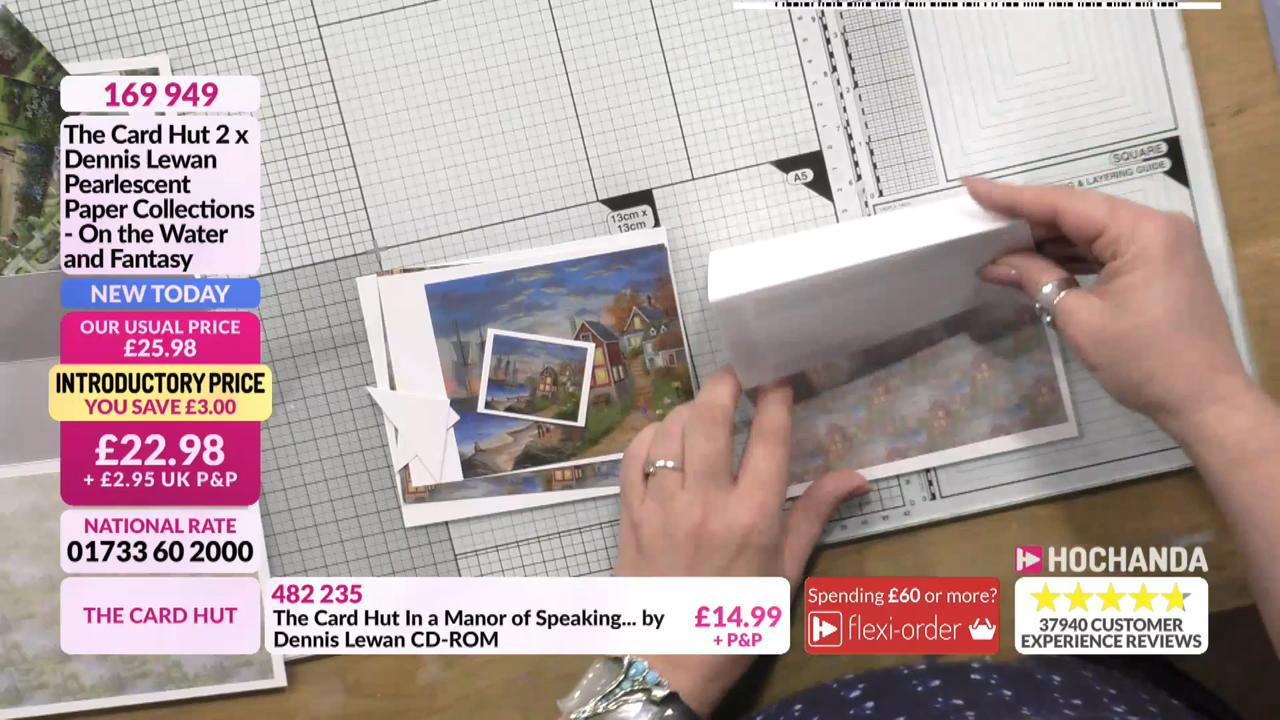 169 949
The Card Hut 2 x
Dennis Lewan
Pearlescent
Paper Collections
- On the Water
and Fantasy
NEW TODAY
OUR USUAL PRICE
£25.98
INTRODUCTORY PRICE
YOU SAVE £3.00
£22.98
+ £2.95 UK P&P
NATIONAL RATE
01733 60 2000
THE CARD HUT
482 235
The Card Hut In a Manor of Speaking... by
Dennis Lewan CD-ROM
£14.99
+ P&P
Spending £60 or more?
flexi-order
HOCHANDA
37940 CUSTOMER
EXPERIENCE REVIEWS
13cm x
13cm
A5
SQUARE
& LAYERING GUIDE